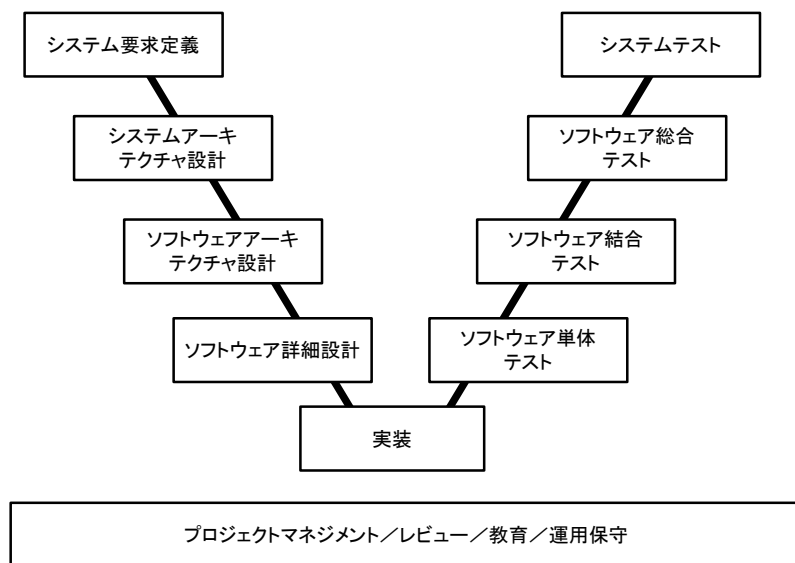 システム要求定義
システムテスト
システムアーキ
テクチャ設計
ソフトウェア総合
テスト
ソフトウェアアーキ
テクチャ設計
ソフトウェア結合
テスト
ソフトウェア詳細設計
ソフトウェア単体
テスト
実装
プロジェクトマネジメント／レビュー／教育／運用保守